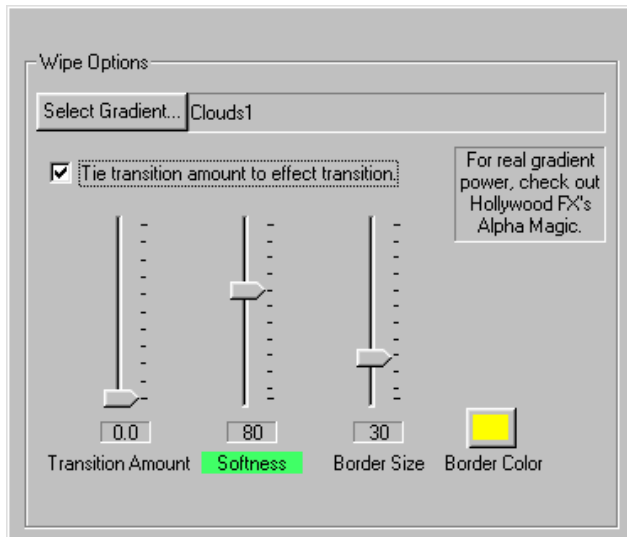 Wipe Options
Select Gradient... Clouds1
Tie transition amount to effect transition.
For real gradient
power, check out
Hollywood FX's
Alpha Magic.
0.0 80 30
Transition Amount Softness Border Size Border Color